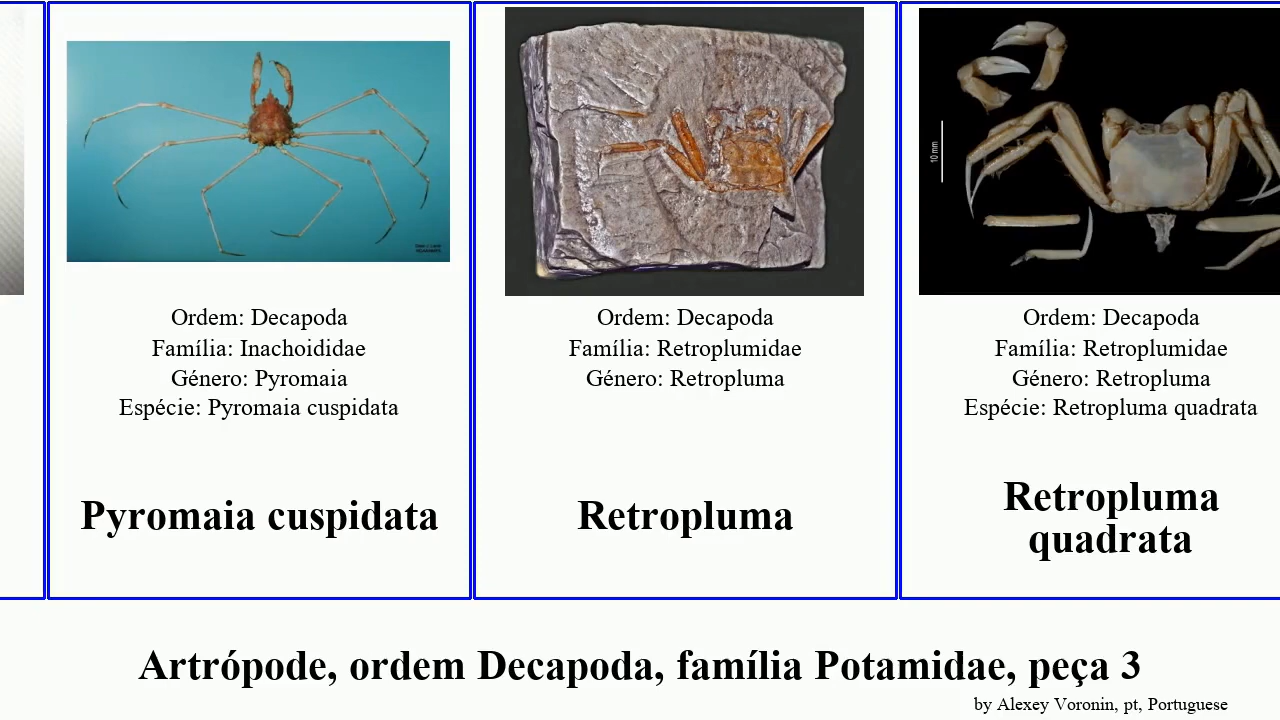 Ordem: Decapoda
Família: Inachoididae
Género: Pyromaia
Espécie: Pyromaia cuspidata
Pyromaia cuspidata
Ordem: Decapoda
Família: Retroplumidae
Género: Retropluma
Retropluma
10 mm
Ordem: Decapoda
Família: Retroplumidae
Género: Retropluma
Espécie: Retropluma quadrata
Retropluma
quadrata
Artrópode, ordem Decapoda, família Potamidae, peça 3
by Alexey Voronin, pt, Portuguese